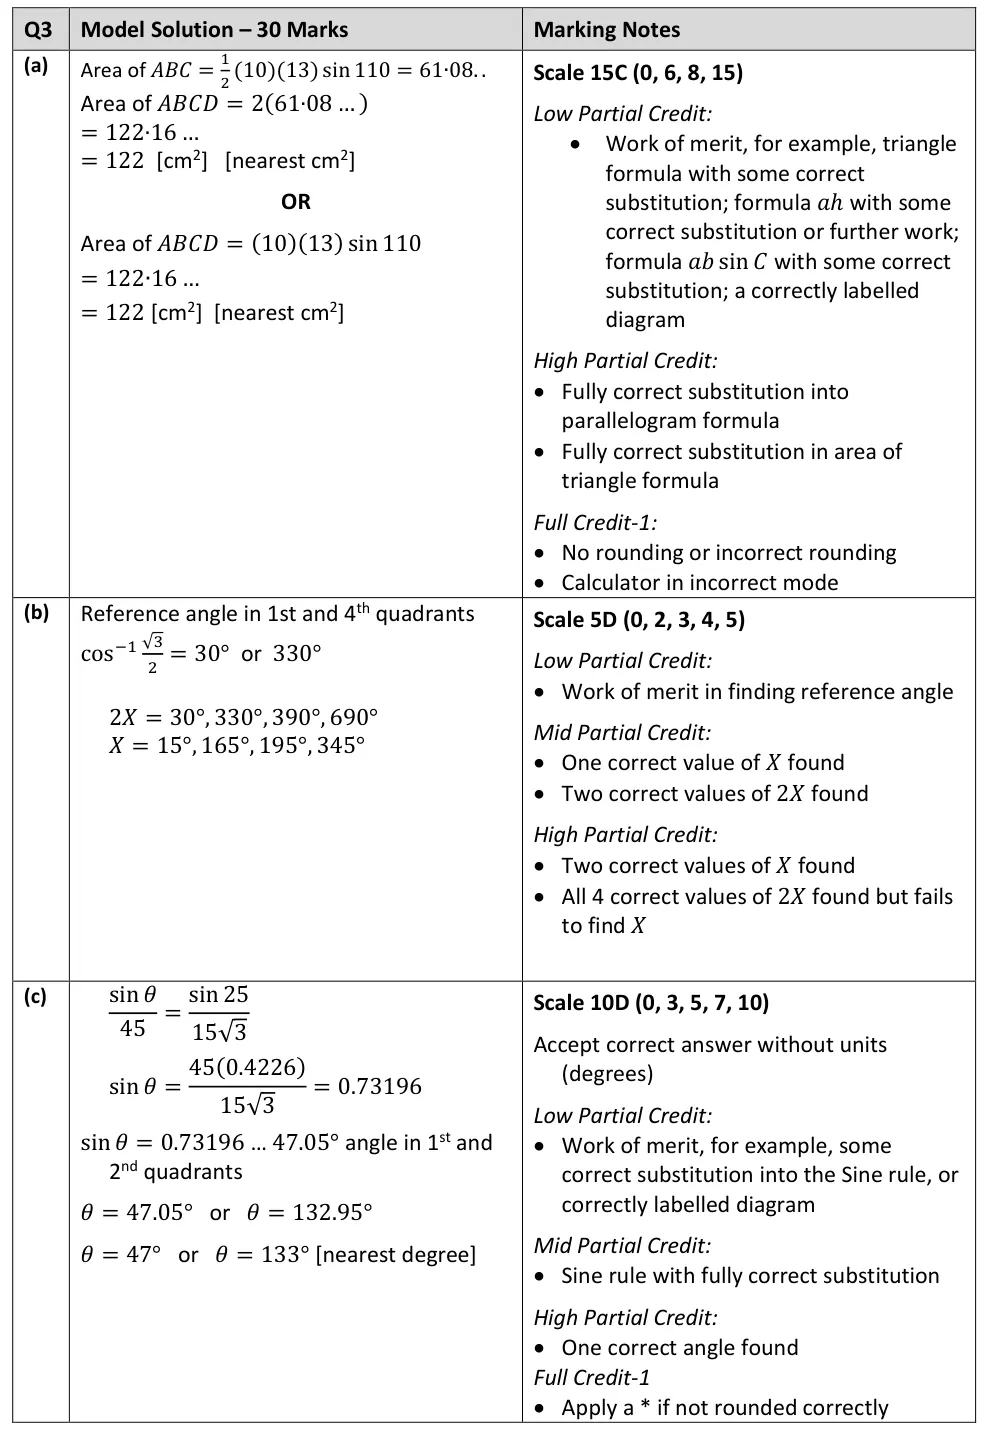 Q3 Model Solution – 30 Marks Marking Notes
(a) Area of ABC = 1/2 (10)(13) sin 110 = 61·08. .
Area of ABCD = 2(61·08 … )
= 122·16 …
= 122 [cm²] [nearest cm²]
OR
Area of ABCD = (10)(13) sin 110
= 122·16 …
= 122 [cm²] [nearest cm²]
Scale 15C (0, 6, 8, 15)
Low Partial Credit:
• Work of merit, for example, triangle
formula with some correct
substitution; formula ah with some
correct substitution or further work;
formula ab sin C with some correct
substitution; a correctly labelled
diagram
High Partial Credit:
• Fully correct substitution into
parallelogram formula
• Fully correct substitution in area of
triangle formula
Full Credit-1:
• No rounding or incorrect rounding
• Calculator in incorrect mode
(b) Reference angle in 1st and 4th quadrants
cos⁻¹ √3/2 = 30° or 330°
2X = 30°, 330°, 390°, 690°
X = 15°, 165°, 195°, 345°
Scale 5D (0, 2, 3, 4, 5)
Low Partial Credit:
• Work of merit in finding reference angle
Mid Partial Credit:
• One correct value of X found
• Two correct values of 2X found
High Partial Credit:
• Two correct values of X found
• All 4 correct values of 2X found but fails
to find X
(c) sin θ/45 = sin 25/15√3
sin θ = 45(0.4226)/15√3 = 0.73196
sin θ = 0.73196 … 47.05° angle in 1st and
2nd quadrants
θ = 47.05° or θ = 132.95°
θ = 47° or θ = 133° [nearest degree]
Scale 10D (0, 3, 5, 7, 10)
Accept correct answer without units
(degrees)
Low Partial Credit:
• Work of merit, for example, some
correct substitution into the Sine rule, or
correctly labelled diagram
Mid Partial Credit:
• Sine rule with fully correct substitution
High Partial Credit:
• One correct angle found
Full Credit-1
• Apply a * if not rounded correctly